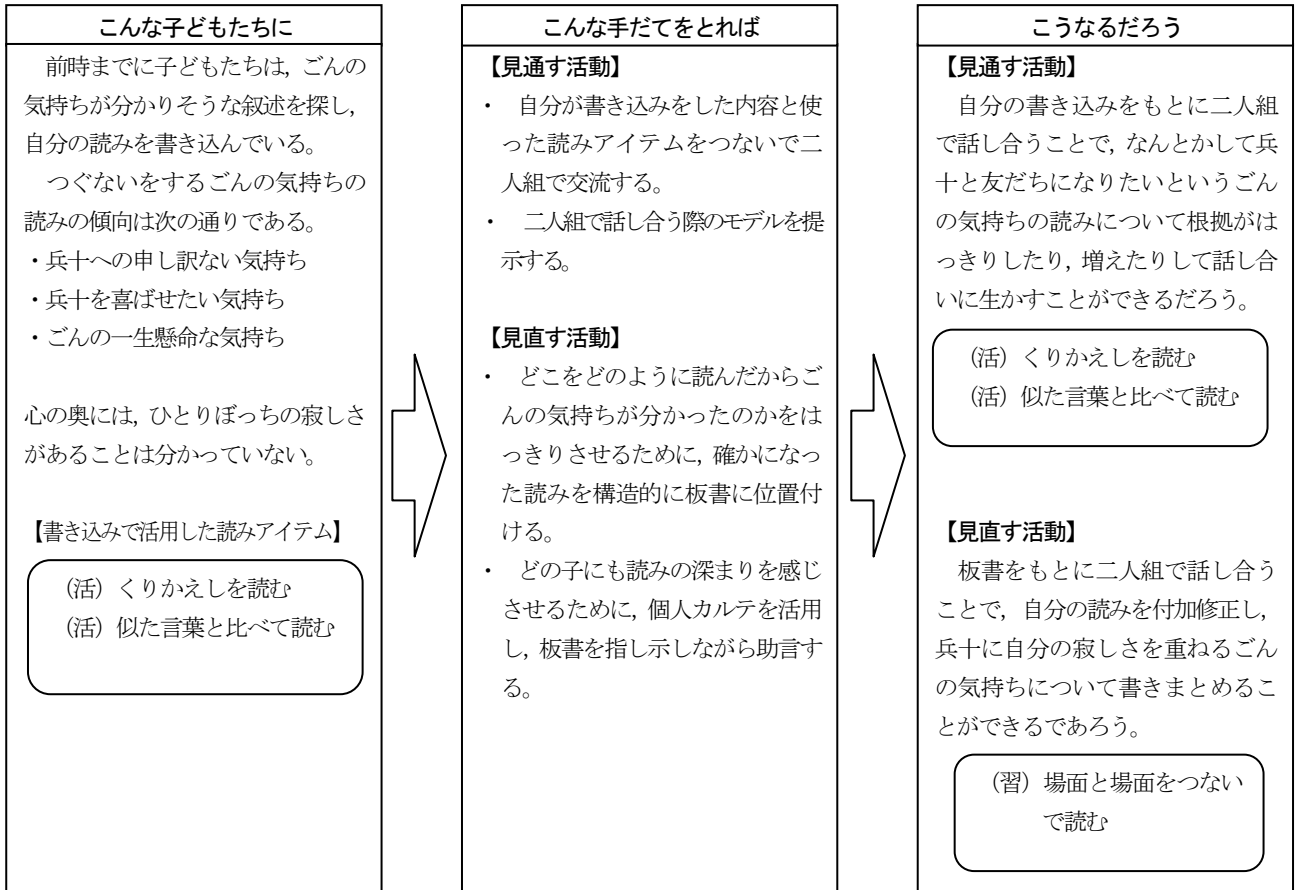 こんな子どもたちに
前時までに子どもたちは，ごんの
気持ちが分かりそうな叙述を探し，
自分の読みを書き込んでいる。
つぐないをするごんの気持ちの
読みの傾向は次の通りである。
・兵十への申し訳ない気持ち
・兵十を喜ばせたい気持ち
・ごんの一生懸命な気持ち
心の奥には，ひとりぼっちの寂しさ
があることは分かっていない。
【書き込みで活用した読みアイテム】
（活）くりかえしを読む
（活）似た言葉と比べて読む
こんな手だてをとれば
【見通す活動】
・ 自分が書き込みをした内容と使
った読みアイテムをつないで二
人組で交流する。
・ 二人組で話し合う際のモデルを提
示する。
【見直す活動】
・ どこをどのように読んだからご
んの気持ちが分かったのかをは
っきりさせるために，確かになっ
た読みを構造的に板書に位置付
ける。
・ どの子にも読みの深まりを感じ
させるために，個人カルテを活用
し，板書を指し示しながら助言す
る。
こうなるだろう
【見通す活動】
自分の書き込みをもとに二人組
で話し合うことで，なんとかして兵
十と友だちになりたいというごん
の気持ちの読みについて根拠がは
っきりしたり，増えたりして話し合
いに生かすことができるだろう。
（活）くりかえしを読む
（活）似た言葉と比べて読む
【見直す活動】
板書をもとに二人組で話し合う
ことで，自分の読みを付加修正し，
兵十に自分の寂しさを重ねるごん
の気持ちについて書きまとめるこ
とができるであろう。
（習）場面と場面をつない
で読む